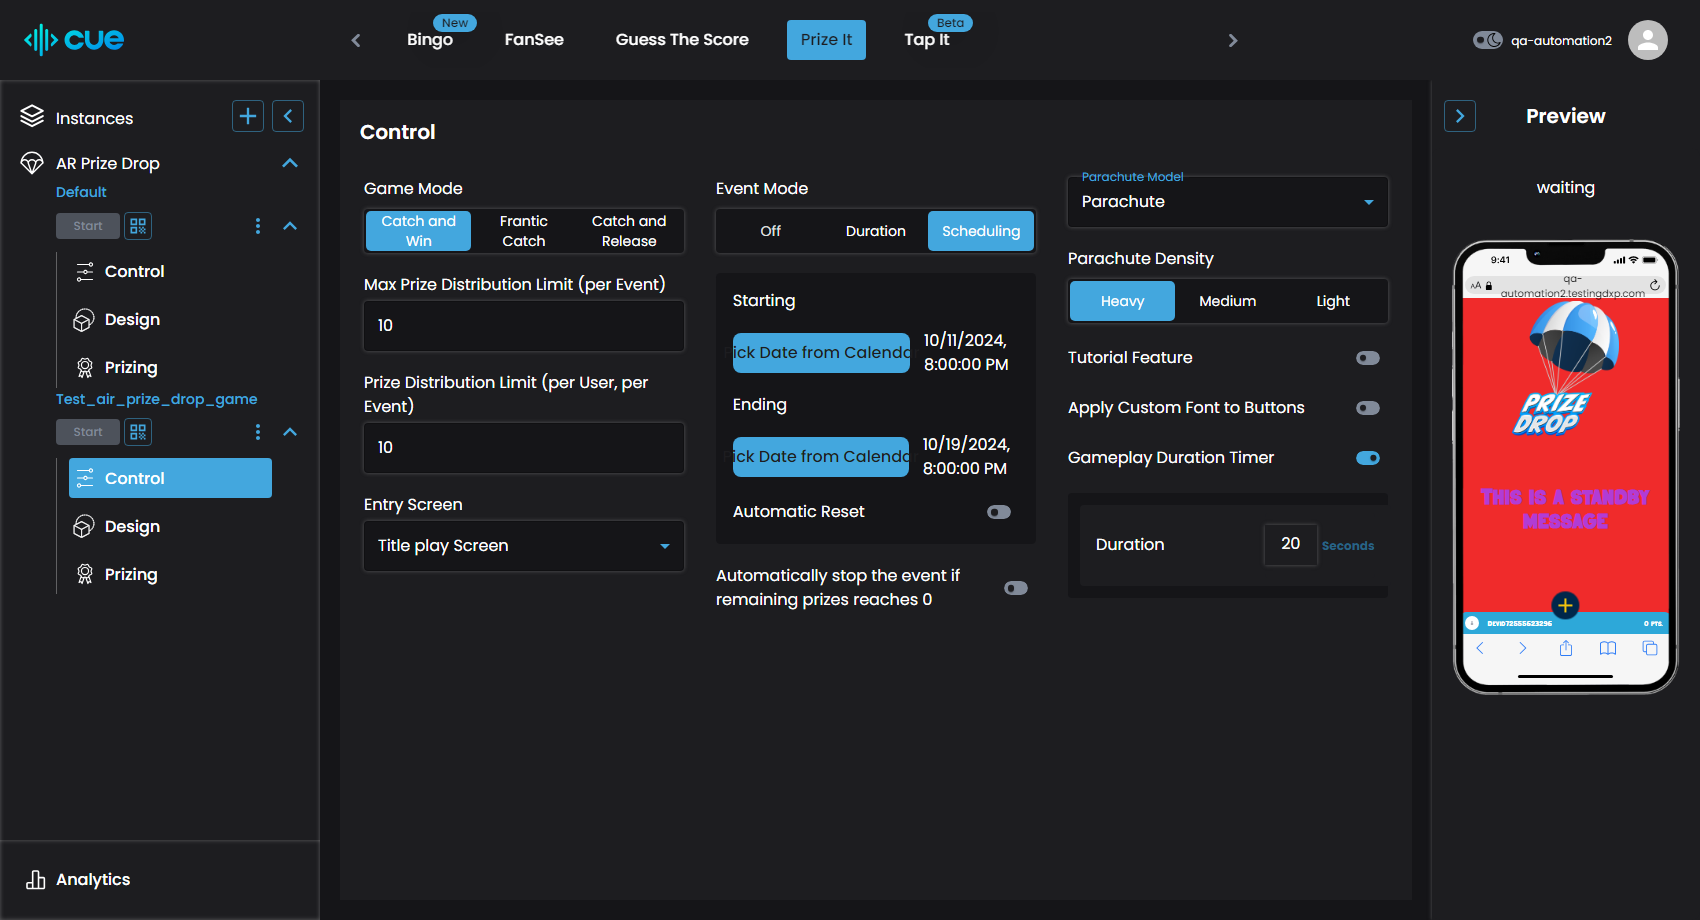 cue
Bingo
New
FanSee
Guess The Score
Prize It
Tap It
Beta
qa-automation2
Instances
AR Prize Drop
Default
Start
Control
Design
Prizing
Test_air_prize_drop_game
Start
Control
Design
Prizing
Analytics
Control
Game Mode
Catch and
Win
Frantic
Catch
Catch and
Release
Max Prize Distribution Limit (per Event)
10
Prize Distribution Limit (per User, per
Event)
10
Entry Screen
Title play Screen
Event Mode
Off
Duration
Scheduling
Starting
ick Date from Calenda
10/11/2024,
8:00:00 PM
Ending
ick Date from Calenda
10/19/2024,
8:00:00 PM
Automatic Reset
Automatically stop the event if
remaining prizes reaches 0
Parachute Model
Parachute
Parachute Density
Heavy
Medium
Light
Tutorial Feature
Apply Custom Font to Buttons
Gameplay Duration Timer
Duration
20
Seconds
Preview
waiting
9:41
AA
qa-
automation2.testingdxp.com
PRIZE
DROP
This is a standby
message
0 PTS.